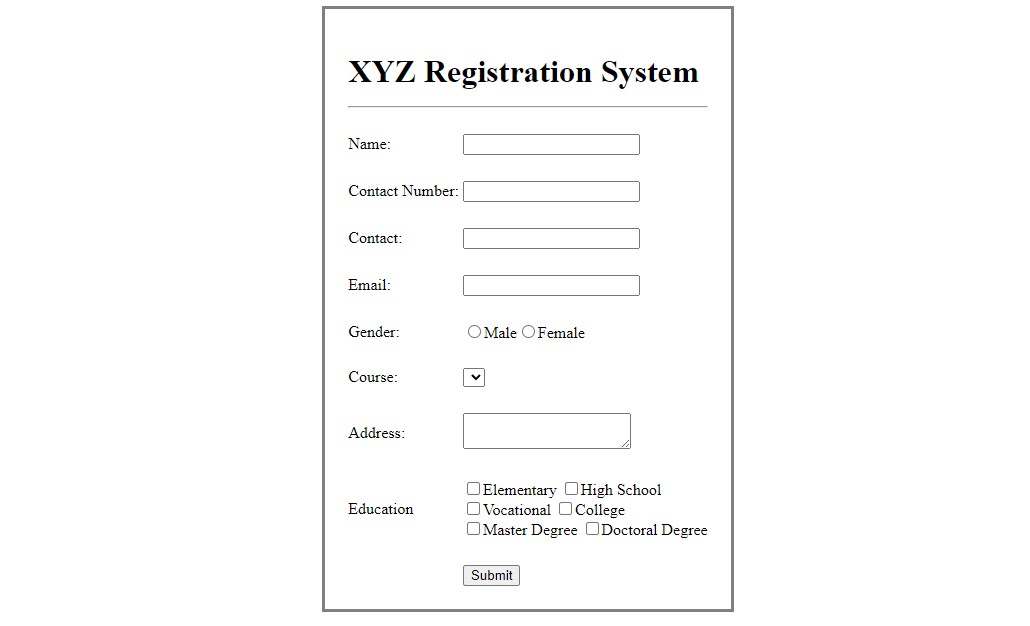 XYZ Registration System
Name:
Contact Number:
Contact:
Email:
Gender: Male Female
Course:
Address:
Elementary High School
Education Vocational College
Master Degree Doctoral Degree
Submit